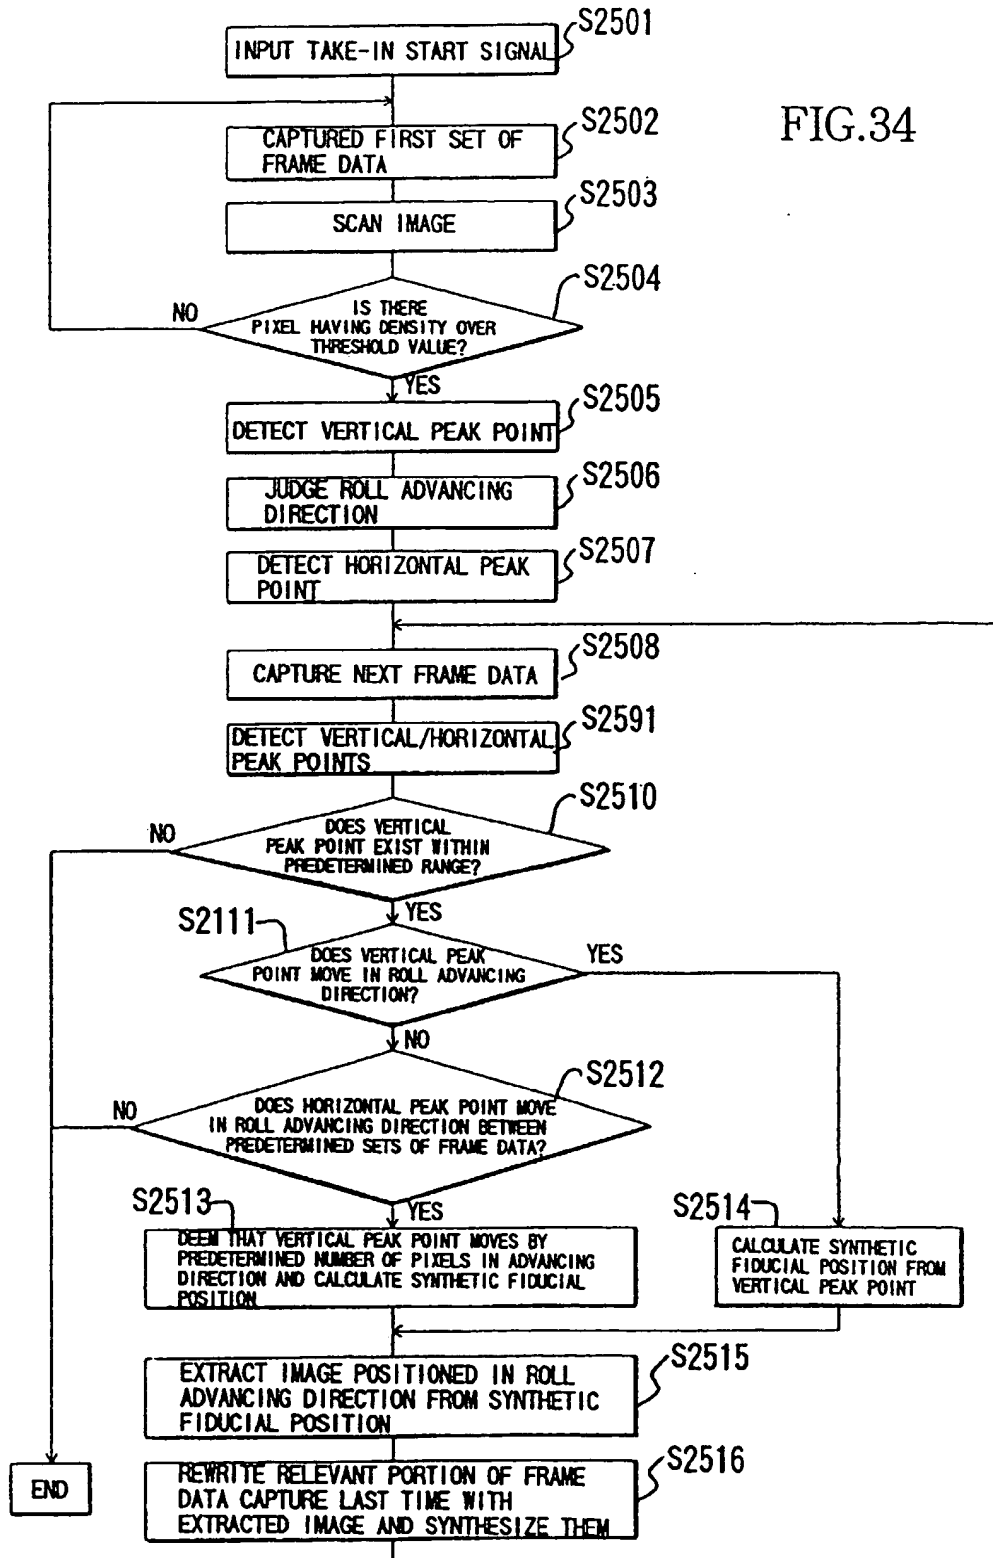 S2501
INPUT TAKE-IN START SIGNAL
FIG.34
S2502
CAPTURED FIRST SET OF
FRAME DATA
S2503
SCAN IMAGE
S2504
NO
IS THERE
PIXEL HAVING DENSITY OVER
THRESHOLD VALUE?
YES
S2505
DETECT VERTICAL PEAK POINT
S2506
JUDGE ROLL ADVANCING
DIRECTION
S2507
DETECT HORIZONTAL PEAK
POINT
S2508
CAPTURE NEXT FRAME DATA
S2591
DETECT VERTICAL/HORIZONTAL
PEAK POINTS
S2510
NO
DOES VERTICAL
PEAK POINT EXIST WITHIN
PREDETERMINED RANGE?
YES
S2111
DOES VERTICAL PEAK
POINT MOVE IN ROLL ADVANCING
DIRECTION?
YES
NO
S2512
NO
DOES HORIZONTAL PEAK POINT MOVE
IN ROLL ADVANCING DIRECTION BETWEEN
PREDETERMINED SETS OF FRAME DATA?
YES
S2513
DEEM THAT VERTICAL PEAK POINT MOVES BY
PREDETERMINED NUMBER OF PIXELS IN ADVANCING
DIRECTION AND CALCULATE SYNTHETIC FIDUCIAL
POSITION
S2514
CALCULATE SYNTHETIC
FIDUCIAL POSITION FROM
VERTICAL PEAK POINT
S2515
EXTRACT IMAGE POSITIONED IN ROLL
ADVANCING DIRECTION FROM SYNTHETIC
FIDUCIAL POSITION
S2516
REWRITE RELEVANT PORTION OF FRAME
DATA CAPTURE LAST TIME WITH
EXTRACTED IMAGE AND SYNTHESIZE THEM
END